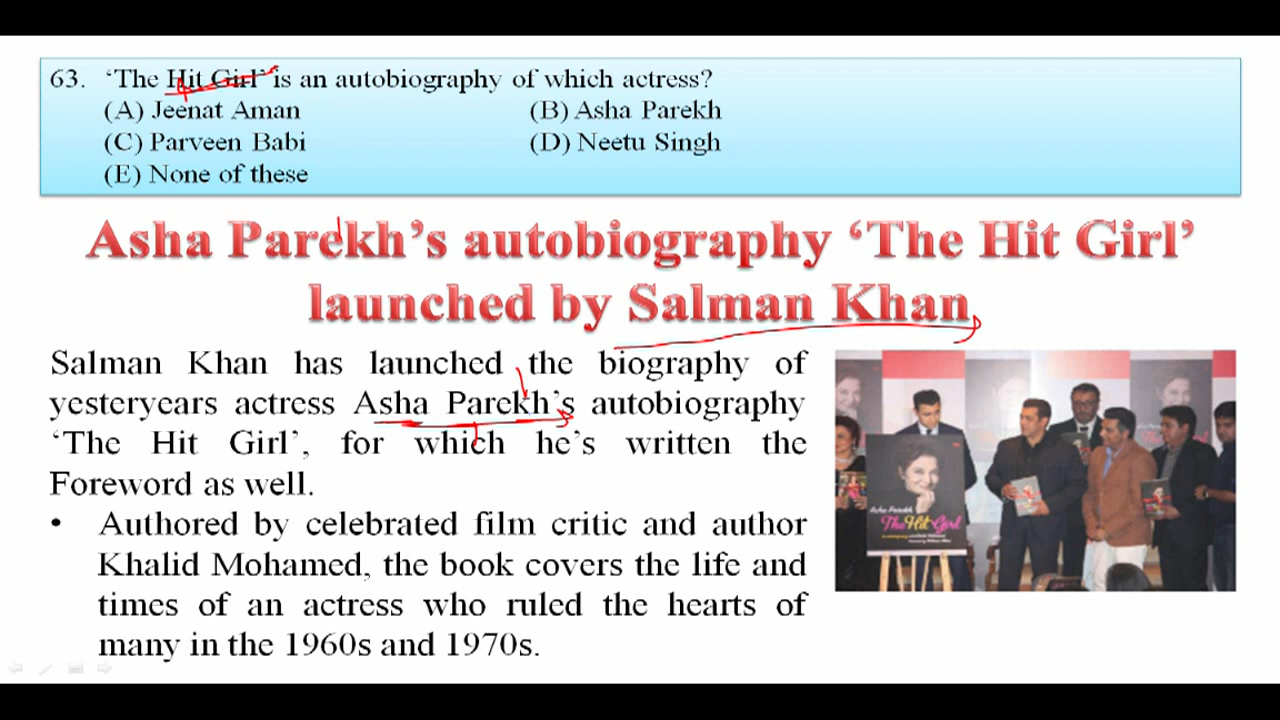 63. ‘The Hit Girl’ is an autobiography of which actress?
(A) Jeenat Aman (B) Asha Parekh
(C) Parveen Babi (D) Neetu Singh
(E) None of these
Asha Parekh’s autobiography ‘The Hit Girl’
launched by Salman Khan
Salman Khan has launched the biography of
yesteryears actress Asha Parekh’s autobiography
‘The Hit Girl’, for which he’s written the
Foreword as well.
• Authored by celebrated film critic and author
Khalid Mohamed, the book covers the life and
times of an actress who ruled the hearts of
many in the 1960s and 1970s.
Asha Parekh
The Hit Girl